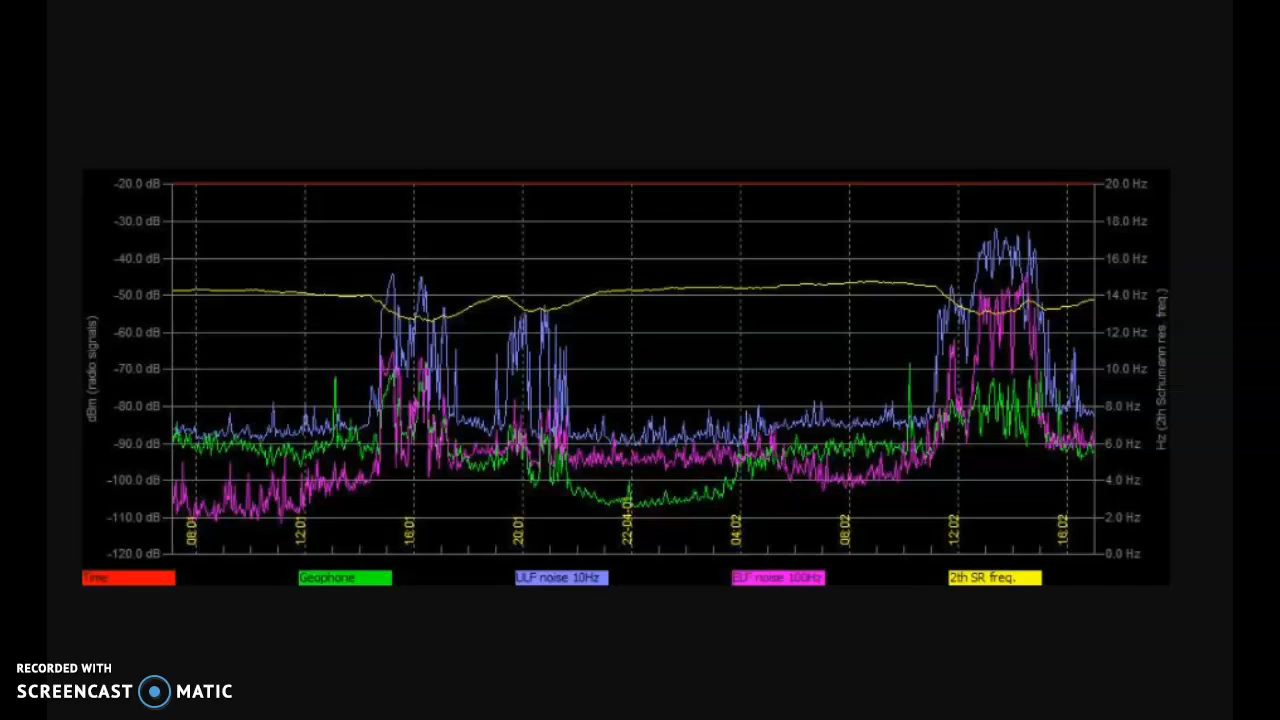 -20.0 dB
20.0 Hz
-30.0 dB
18.0 Hz
-40.0 dB
16.0 Hz
-50.0 dB
14.0 Hz
-60.0 dB
12.0 Hz
-70.0 dB
10.0 Hz
-80.0 dB
8.0 Hz
-90.0 dB
6.0 Hz
-100.0 dB
4.0 Hz
-110.0 dB
2.0 Hz
-120.0 dB
0.0 Hz
dBm (radio signals)
Hz (2th Schumann res. freq.)
08:01
12:01
16:01
20:01
22-04-01
04:02
08:02
12:02
16:02
Time
Geophone
ULF noise 10Hz
ELF noise 100Hz
2th SR freq.
RECORDED WITH
SCREENCAST MATIC